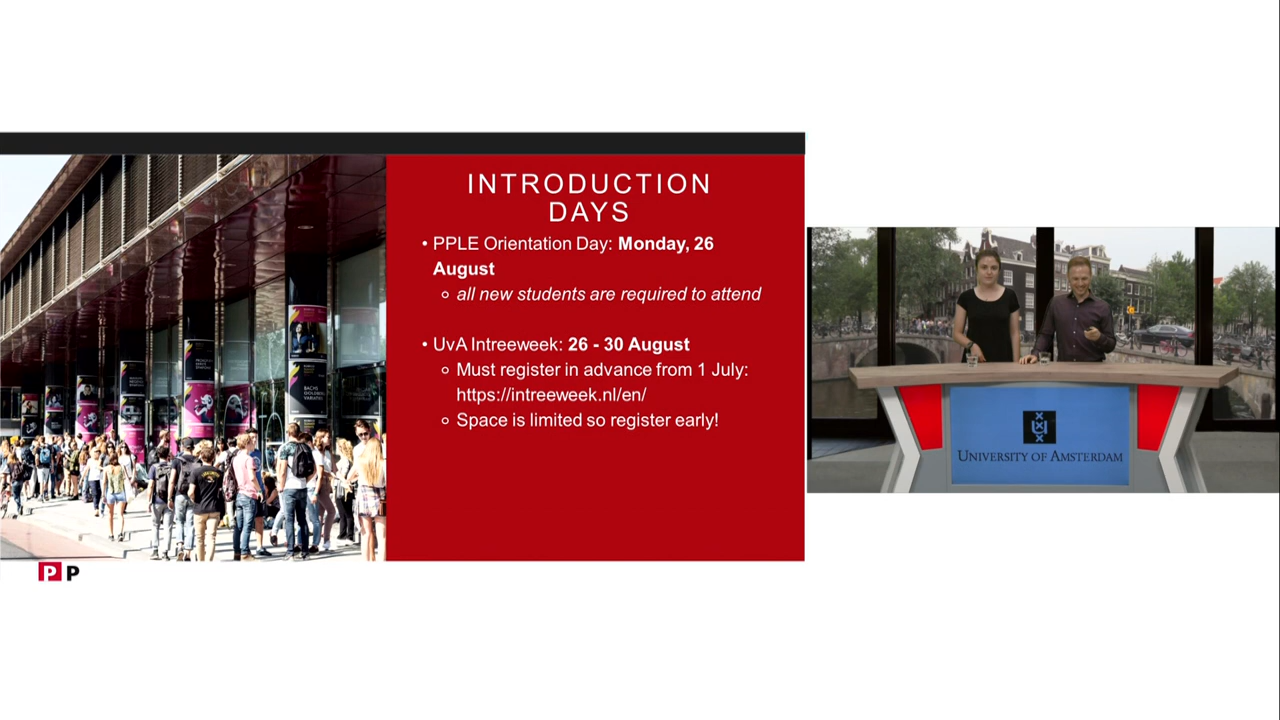 INTRODUCTION
DAYS
• PPLE Orientation Day: Monday, 26
August
all new students are required to attend
• UvA Intreeweek: 26 - 30 August
Must register in advance from 1 July:
https://intreeweek.nl/en/
Space is limited so register early!
UNIVERSITY OF AMSTERDAM
P P